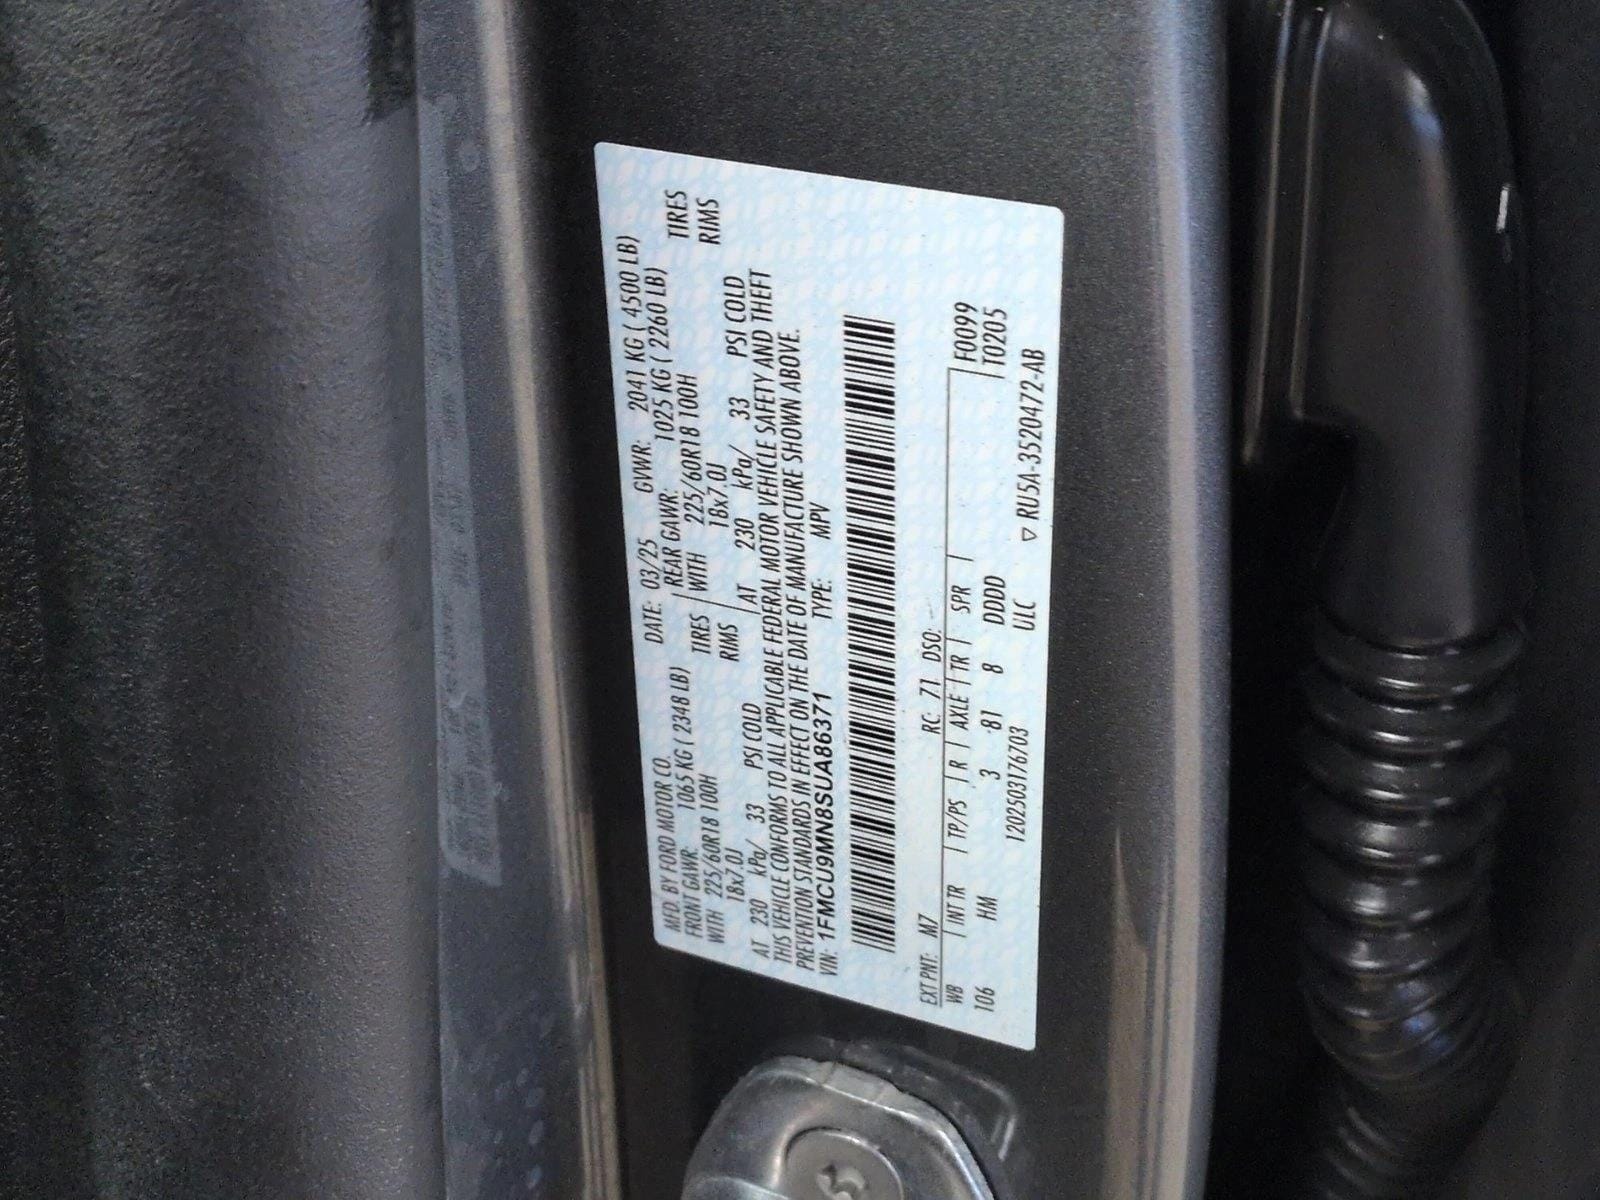 MFD. BY FORD MOTOR CO.
DATE: 03/25 GVWR: 2041 KG ( 4500 LB)
FRONT GAWR: 1065 KG ( 2348 LB) REAR GAWR: 1025 KG ( 2260 LB)
WITH 225/60R18 100H TIRES WITH 225/60R18 100H TIRES
18x7.0J RIMS 18x7.0J RIMS
AT 230 kPa/ 33 PSI COLD AT 230 kPa/ 33 PSI COLD
THIS VEHICLE CONFORMS TO ALL APPLICABLE FEDERAL MOTOR VEHICLE SAFETY AND THEFT
PREVENTION STANDARDS IN EFFECT ON THE DATE OF MANUFACTURE SHOWN ABOVE.
VIN: 1FMCU9MN8SUA86371 TYPE: MPV
EXT PNT: M7 RC: 71 DSO:
WB INT TR TP/PS R AXLE TR SPR F0099
106 HM 3 81 8 DDDD T0205
120250317​6703 ULC ▽ RU5A-3520472-AB
5